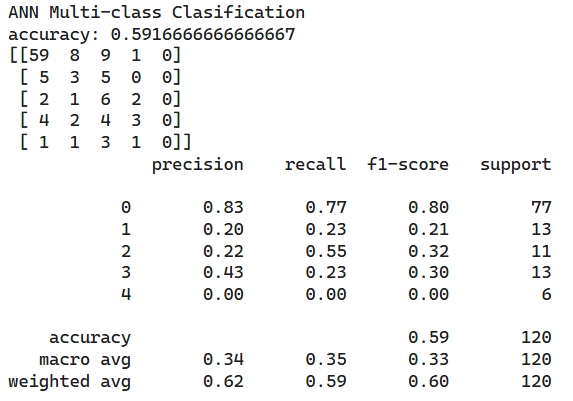 ANN Multi-class Clasification
accuracy: 0.5916666666666667
[[59  8  9  1  0]
 [ 5  3  5  0  0]
 [ 2  1  6  2  0]
 [ 4  2  4  3  0]
 [ 1  1  3  1  0]]
              precision    recall  f1-score   support

           0       0.83      0.77      0.80        77
           1       0.20      0.23      0.21        13
           2       0.22      0.55      0.32        11
           3       0.43      0.23      0.30        13
           4       0.00      0.00      0.00         6

    accuracy                           0.59       120
   macro avg       0.34      0.35      0.33       120
weighted avg       0.62      0.59      0.60       120